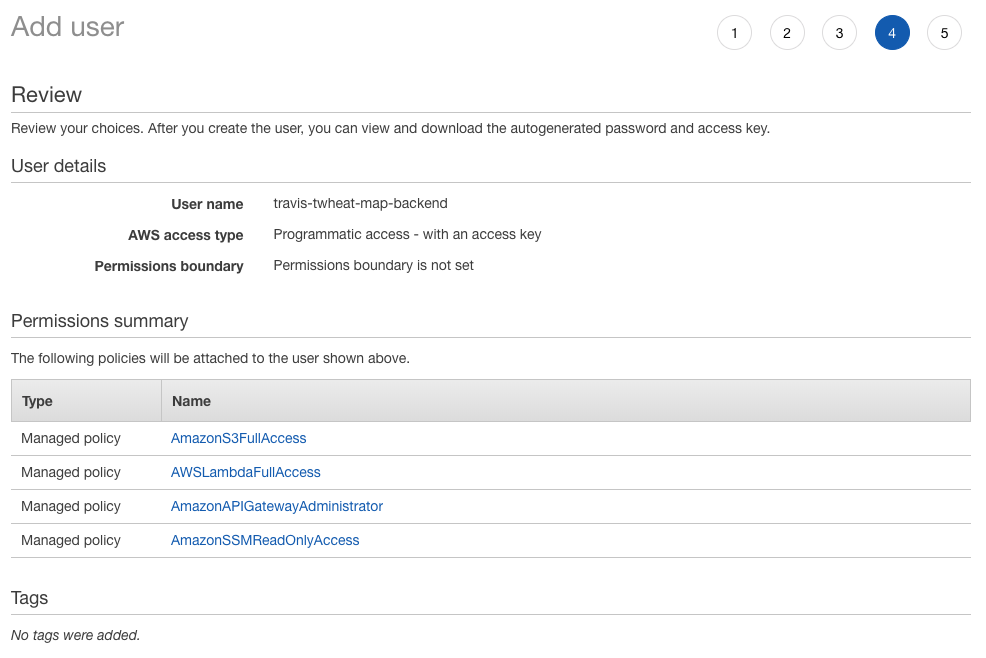 Add user
1 2 3 4 5
Review
Review your choices. After you create the user, you can view and download the autogenerated password and access key.
User details
User name travis-twheat-map-backend
AWS access type Programmatic access - with an access key
Permissions boundary Permissions boundary is not set
Permissions summary
The following policies will be attached to the user shown above.
Type Name
Managed policy AmazonS3FullAccess
Managed policy AWSLambdaFullAccess
Managed policy AmazonAPIGatewayAdministrator
Managed policy AmazonSSMReadOnlyAccess
Tags
No tags were added.